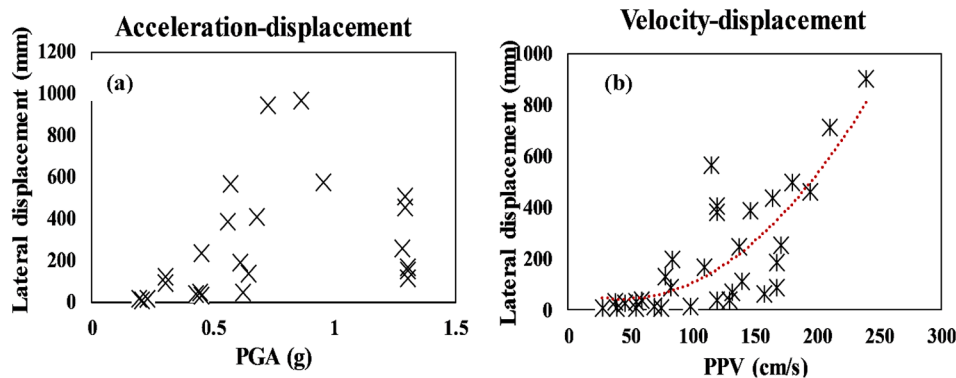 Acceleration-displacement
Lateral displacement (mm)
1200
1000
800
600
400
200
0
(a)
0 0.5 1 1.5
PGA (g)
Velocity-displacement
Lateral displacement (mm)
1000
800
600
400
200
0
(b)
0 50 100 150 200 250 300
PPV (cm/s)